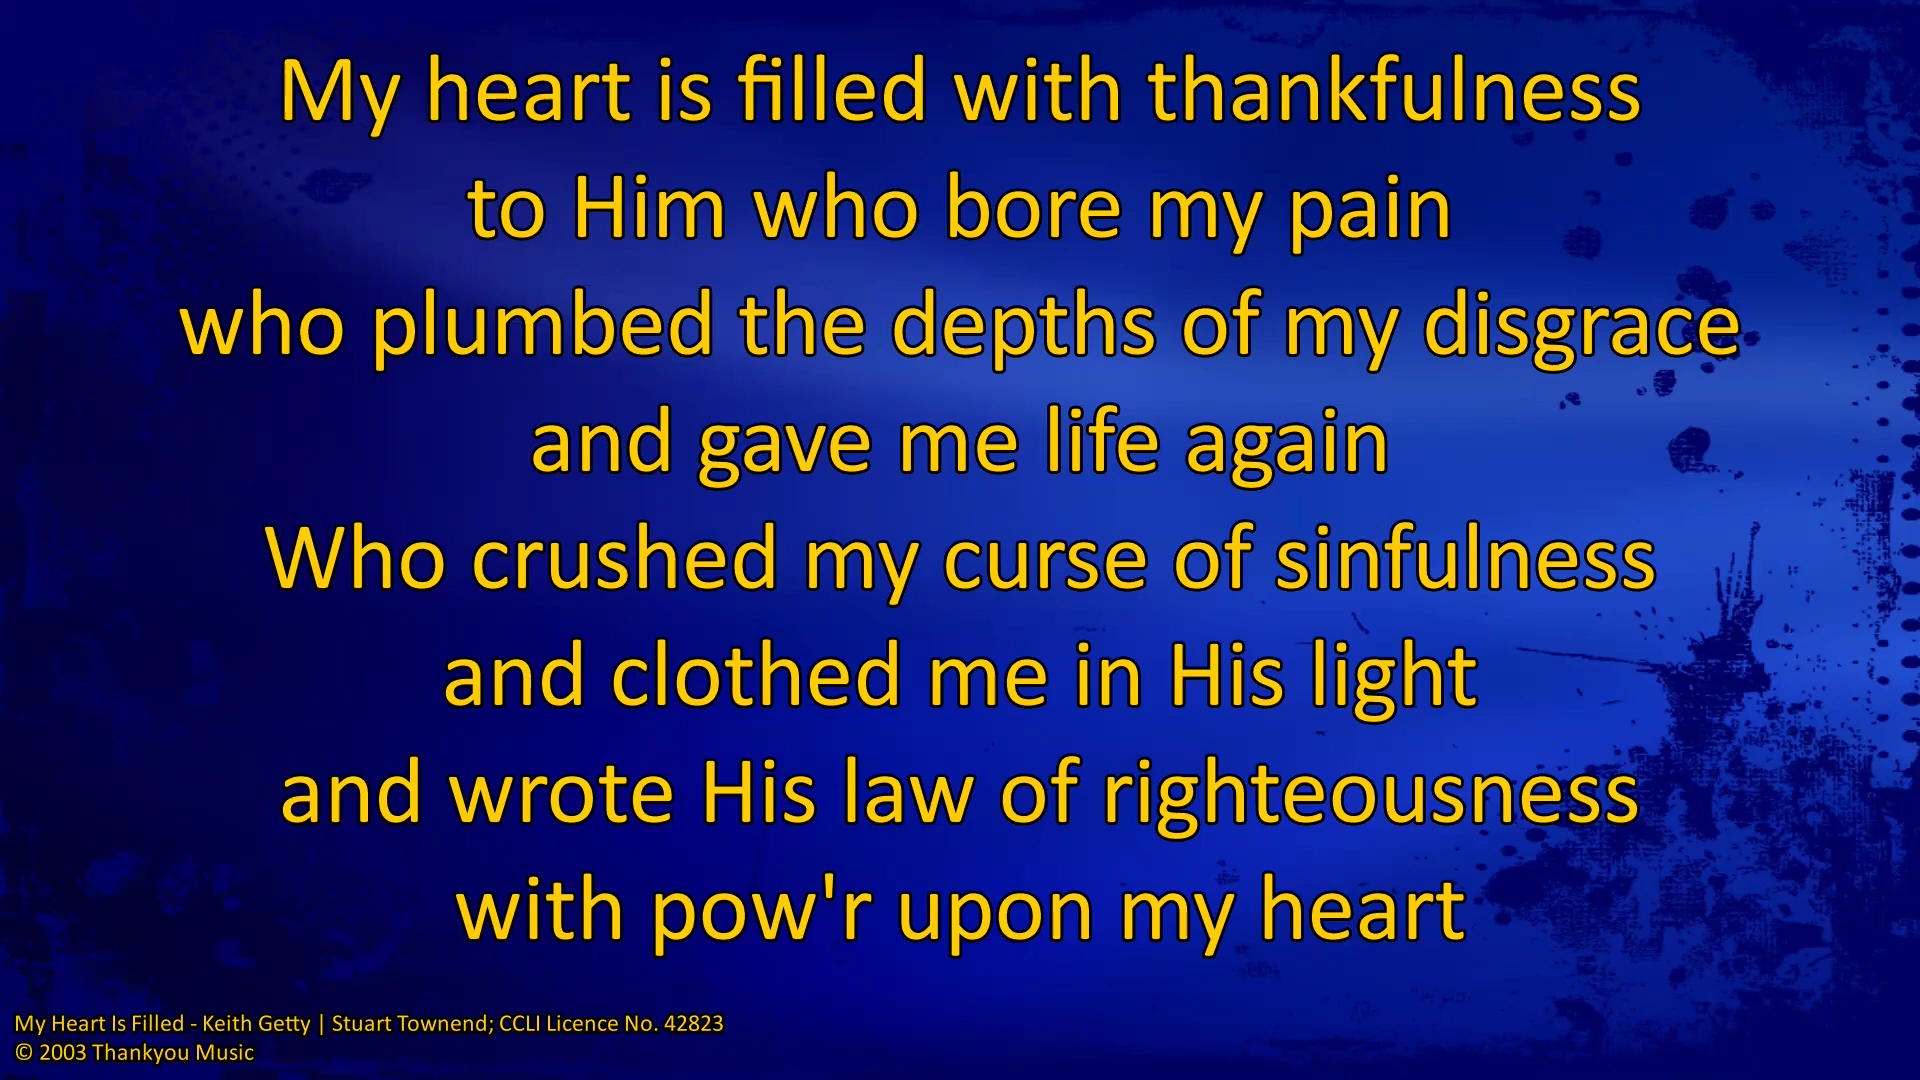 My heart is filled with thankfulness
to Him who bore my pain
who plumbed the depths of my disgrace
and gave me life again
Who crushed my curse of sinfulness
and clothed me in His light
and wrote His law of righteousness
with pow'r upon my heart
My Heart Is Filled - Keith Getty | Stuart Townend; CCLI Licence No. 42823
© 2003 Thankyou Music